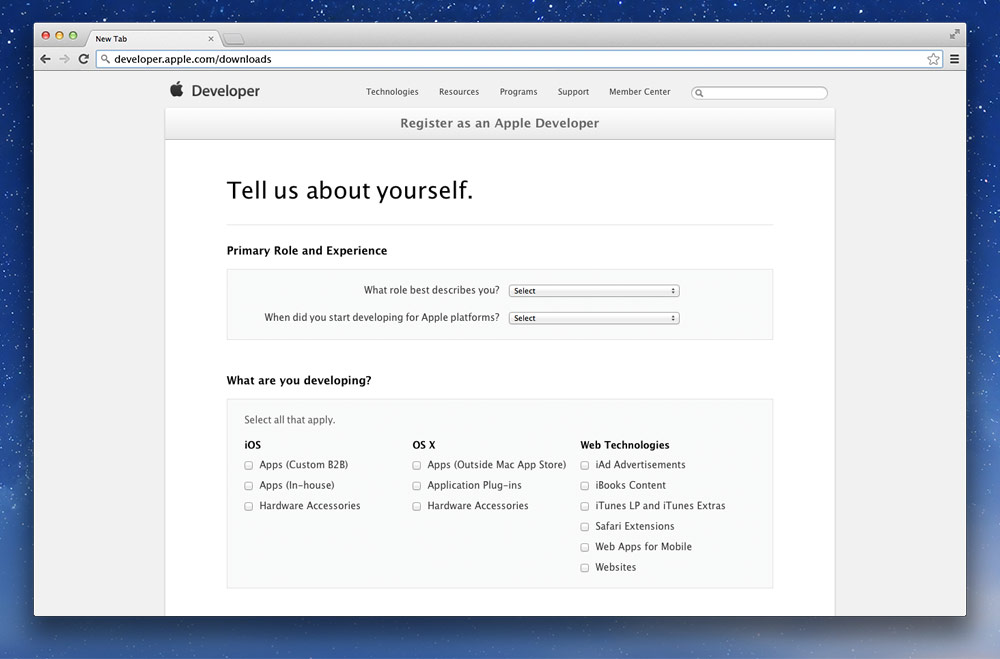 New Tab
developer.apple.com/downloads
Developer
Technologies Resources Programs Support Member Center
Register as an Apple Developer
Tell us about yourself.
Primary Role and Experience
What role best describes you? Select
When did you start developing for Apple platforms? Select
What are you developing?
Select all that apply.
iOS OS X Web Technologies
Apps (Custom B2B) Apps (Outside Mac App Store) iAd Advertisements
Apps (In-house) Application Plug-ins iBooks Content
Hardware Accessories Hardware Accessories iTunes LP and iTunes Extras
Safari Extensions
Web Apps for Mobile
Websites